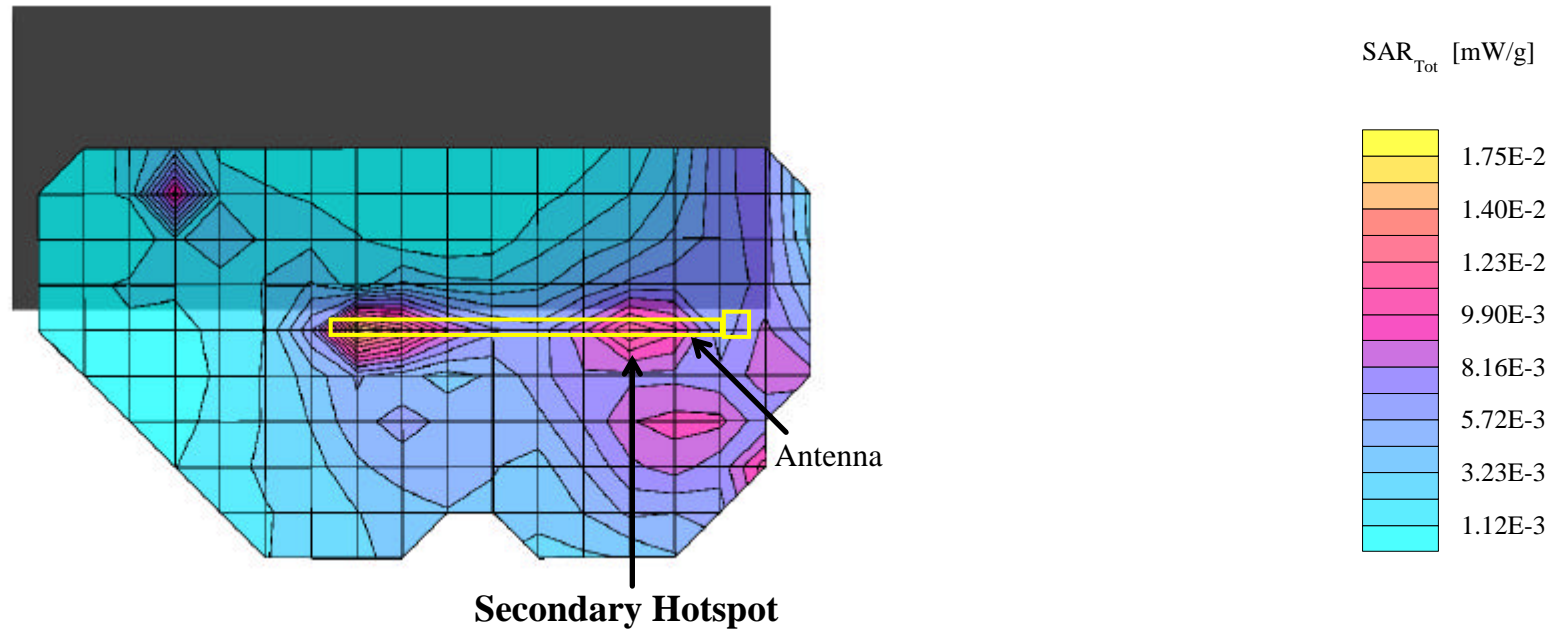 SAR_Tot [mW/g]
1.75E-2
1.40E-2
1.23E-2
9.90E-3
8.16E-3
5.72E-3
3.23E-3
1.12E-3
Antenna
Secondary Hotspot